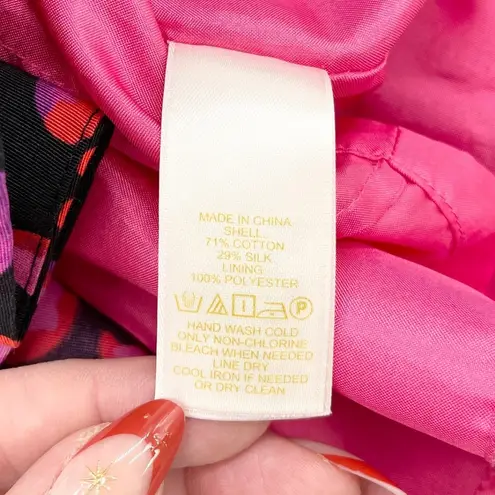 MADE IN CHINA
SHELL
71% COTTON
29% SILK
LINING
100% POLYESTER
P
HAND WASH COLD
ONLY NON-CHLORINE
BLEACH WHEN NEEDED
LINE DRY
COOL IRON IF NEEDED
OR DRY CLEAN